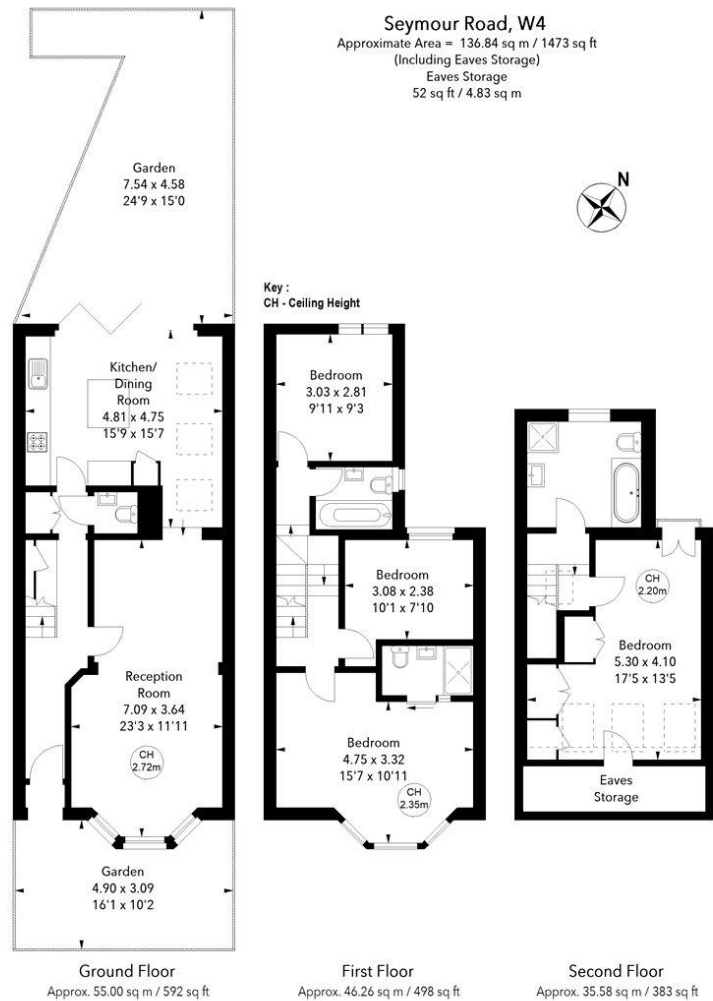 Seymour Road, W4
Approximate Area = 136.84 sq m / 1473 sq ft
(Including Eaves Storage)
Eaves Storage
52 sq ft / 4.83 sq m
N
Garden
7.54 x 4.58
24'9 x 15'0
Key :
CH - Ceiling Height
Kitchen/
Dining
Room
4.81 x 4.75
15'9 x 15'7
Reception
Room
7.09 x 3.64
23'3 x 11'11
CH
2.72m
Garden
4.90 x 3.09
16'1 x 10'2
Bedroom
3.03 x 2.81
9'11 x 9'3
Bedroom
3.08 x 2.38
10'1 x 7'10
Bedroom
4.75 x 3.32
15'7 x 10'11
CH
2.35m
CH
2.20m
Bedroom
5.30 x 4.10
17'5 x 13'5
Eaves
Storage
Ground Floor
Approx. 55.00 sq m / 592 sq ft
First Floor
Approx. 46.26 sq m / 498 sq ft
Second Floor
Approx. 35.58 sq m / 383 sq ft